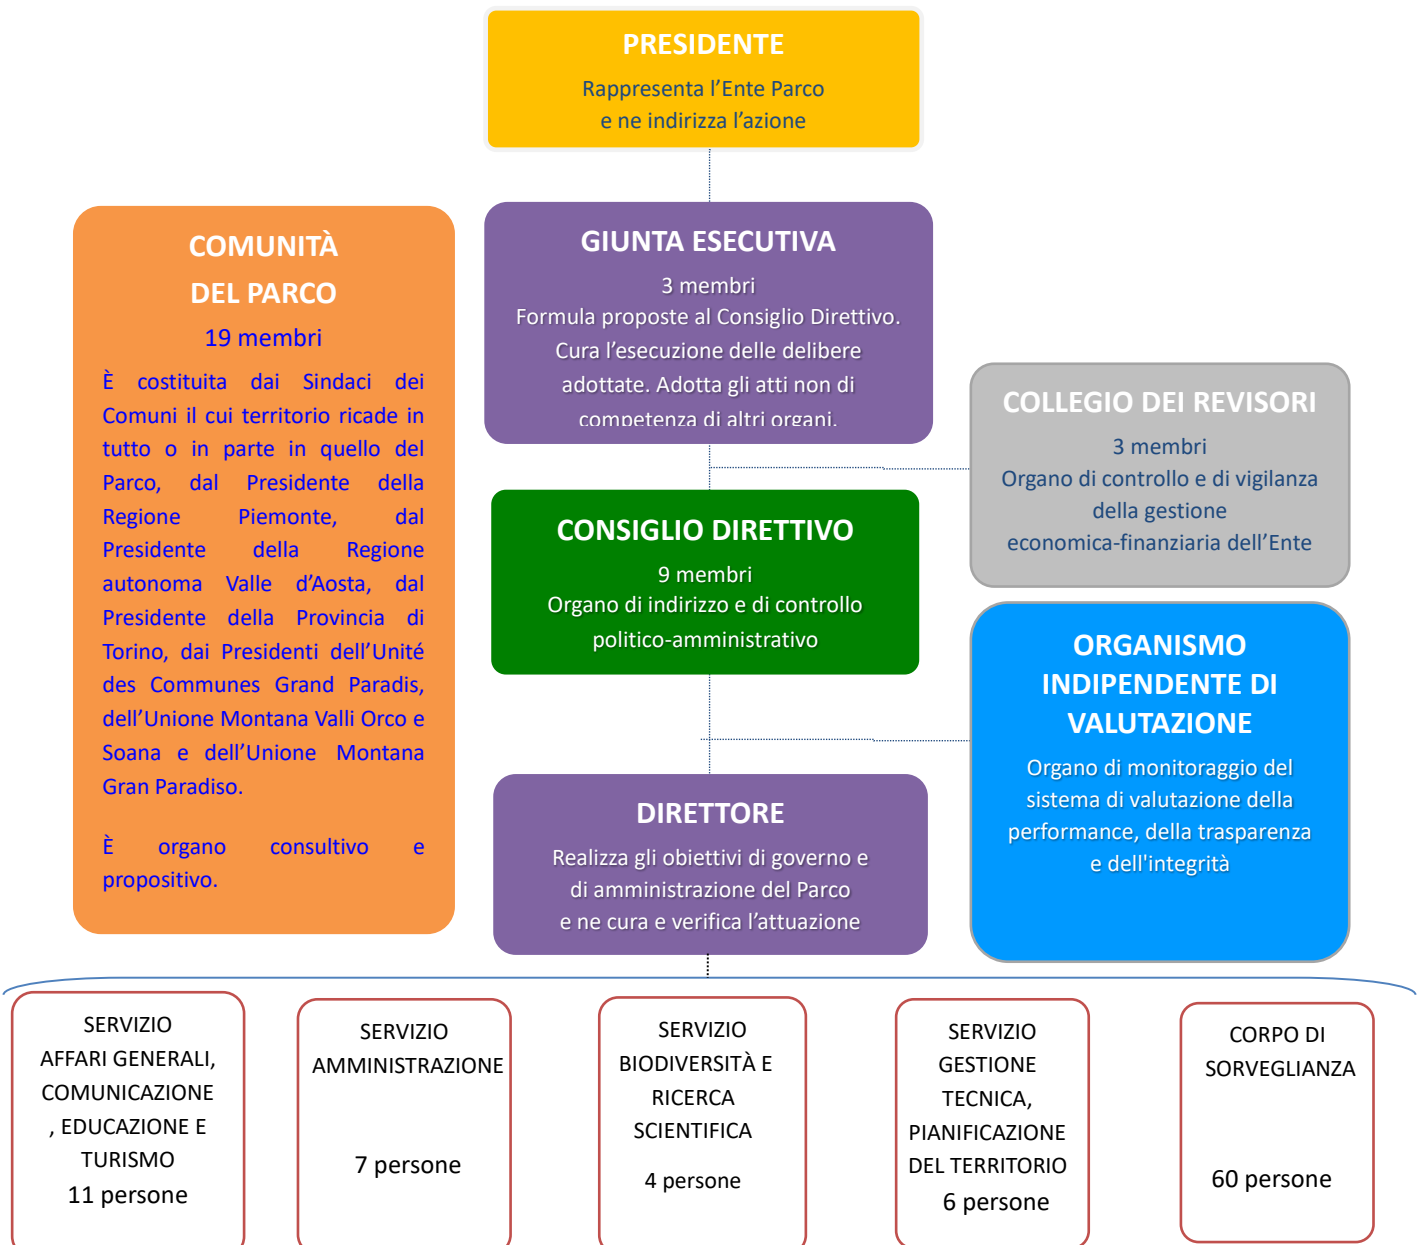 PRESIDENTE
Rappresenta l’Ente Parco
e ne indirizza l’azione
COMUNITÀ
DEL PARCO
19 membri
È costituita dai Sindaci dei
Comuni il cui territorio ricade in
tutto o in parte in quello del
Parco, dal Presidente della
Regione Piemonte, dal
Presidente della Regione
autonoma Valle d’Aosta, dal
Presidente della Provincia di
Torino, dai Presidenti dell’Unité
des Communes Grand Paradis,
dell’Unione Montana Valli Orco e
Soana e dell’Unione Montana
Gran Paradiso.
È organo consultivo e
propositivo.
GIUNTA ESECUTIVA
3 membri
Formula proposte al Consiglio Direttivo.
Cura l’esecuzione delle delibere
adottate. Adotta gli atti non di
competenza di altri organi.
COLLEGIO DEI REVISORI
3 membri
Organo di controllo e di vigilanza
della gestione
economica-finanziaria dell’Ente
CONSIGLIO DIRETTIVO
9 membri
Organo di indirizzo e di controllo
politico-amministrativo
ORGANISMO
INDIPENDENTE DI
VALUTAZIONE
Organo di monitoraggio del
sistema di valutazione della
performance, della trasparenza
e dell'integrità
DIRETTORE
Realizza gli obiettivi di governo e
di amministrazione del Parco
e ne cura e verifica l’attuazione
SERVIZIO
AFFARI GENERALI,
COMUNICAZIONE
, EDUCAZIONE E
TURISMO
11 persone
SERVIZIO
AMMINISTRAZIONE
7 persone
SERVIZIO
BIODIVERSITÀ E
RICERCA
SCIENTIFICA
4 persone
SERVIZIO
GESTIONE
TECNICA,
PIANIFICAZIONE
DEL TERRITORIO
6 persone
CORPO DI
SORVEGLIANZA
60 persone